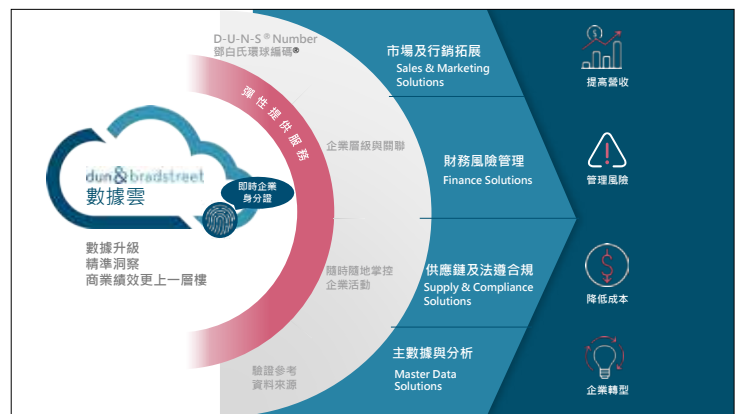 D-U-N-S® Number
鄧白氏環球編碼®
彈性提供服務
企業層級與關聯
隨時隨地掌控
企業活動
驗證參考
資料來源
dun & bradstreet
數據雲
即時企業
身分證
數據升級
精準洞察
商業績效更上一層樓
市場及行銷拓展
Sales & Marketing
Solutions
財務風險管理
Finance Solutions
供應鏈及法遵合規
Supply & Compliance
Solutions
主數據與分析
Master Data
Solutions
提高營收
管理風險
降低成本
企業轉型